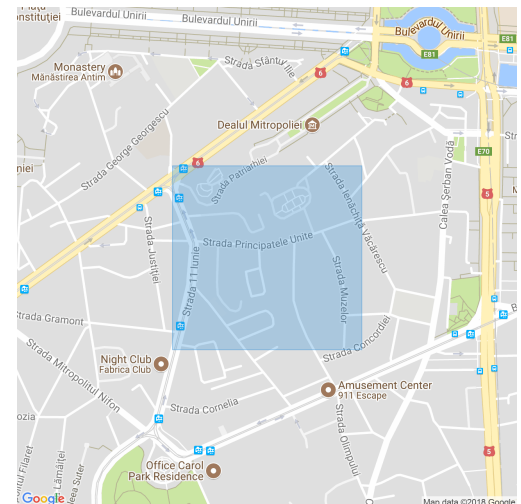 Piața
Constituției
Bulevardul Unirii
Bulevardul Unirii
Bulevardul Unirii
E81
E81
Monastery
Mănăstirea Antim
Strada Sfântul Ilie
6
6
Dealul Mitropoliei
Strada George Georgescu
E70
6
niei
Strada Patriarhiei
Strada Ienăchiță Văcărescu
Calea Șerban Vodă
5
Strada Justiției
Strada 11 Iunie
Strada Principatele Unite
Strada Muzelor
Strada Gramont
B
Strada Concordiei
Strada Mitropolitul Nifon
Night Club
Fabrica Club
Amusement Center
911 Escape
Strada Cornelia
Strada Olimpului
ozia
5
Lămâiței
Office Carol
Park Residence
Google
Map data ©2018 Google